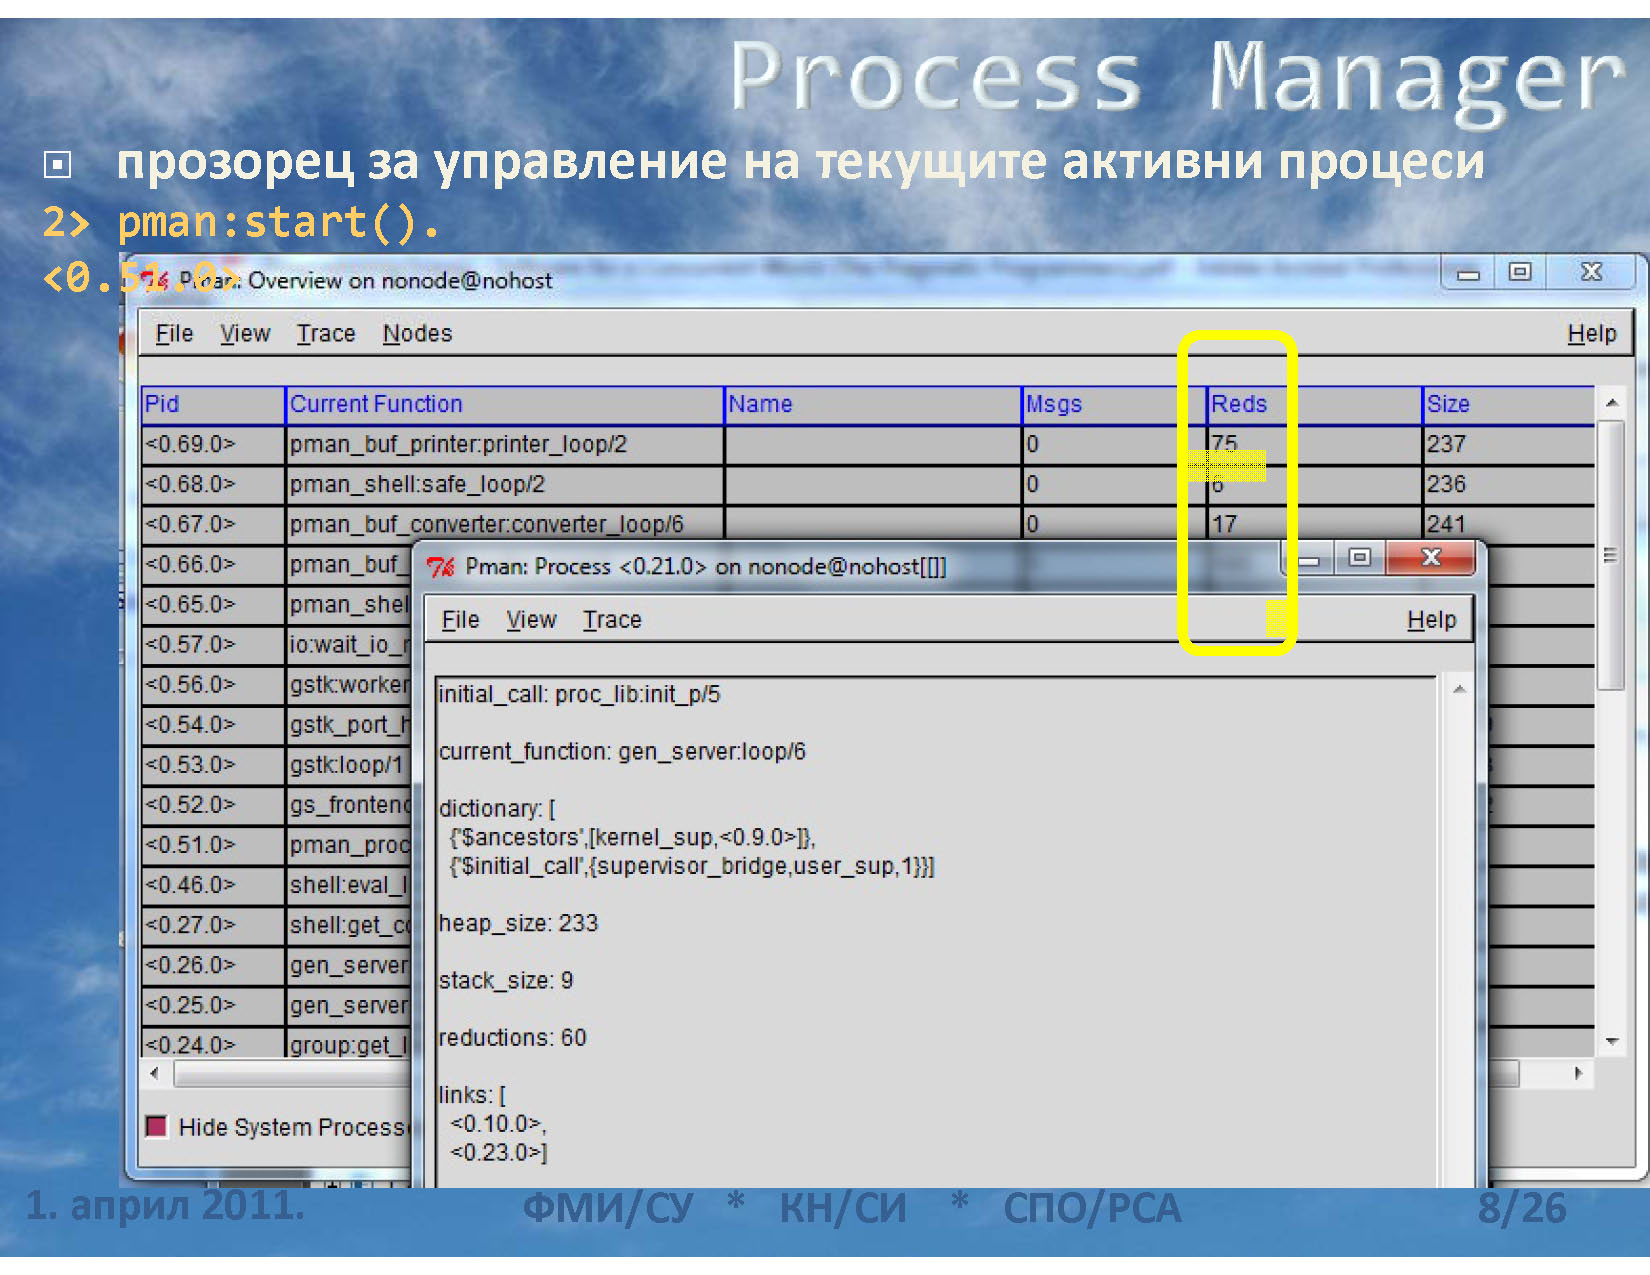 Process Manager
прозорец за управление на текущите активни процеси
2> pman:start().
<0.51.0>
Pman: Overview on nonode@nohost
File View Trace Nodes Help
Pid Current Function Name Msgs Reds Size
<0.69.0> pman_buf_printer:printer_loop/2 0 75 237
<0.68.0> pman_shell:safe_loop/2 0 6 236
<0.67.0> pman_buf_converter:converter_loop/6 0 17 241
<0.66.0> pman_buf_
<0.65.0> pman_shel
<0.57.0> io:wait_io_r
<0.56.0> gstk:worker
<0.54.0> gstk_port_h
<0.53.0> gstk:loop/1
<0.52.0> gs_frontend
<0.51.0> pman_proc
<0.46.0> shell:eval_l
<0.27.0> shell:get_co
<0.26.0> gen_server
<0.25.0> gen_server
<0.24.0> group:get_l
Hide System Processe
Pman: Process <0.21.0> on nonode@nohost[[]]
File View Trace Help
initial_call: proc_lib:init_p/5
current_function: gen_server:loop/6
dictionary: [
{'$ancestors',[kernel_sup,<0.9.0>]},
{'$initial_call',{supervisor_bridge,user_sup,1}}]
heap_size: 233
stack_size: 9
reductions: 60
links: [
<0.10.0>,
<0.23.0>]
1. април 2011. ФМИ/СУ * КН/СИ * СПО/РСА 8/26